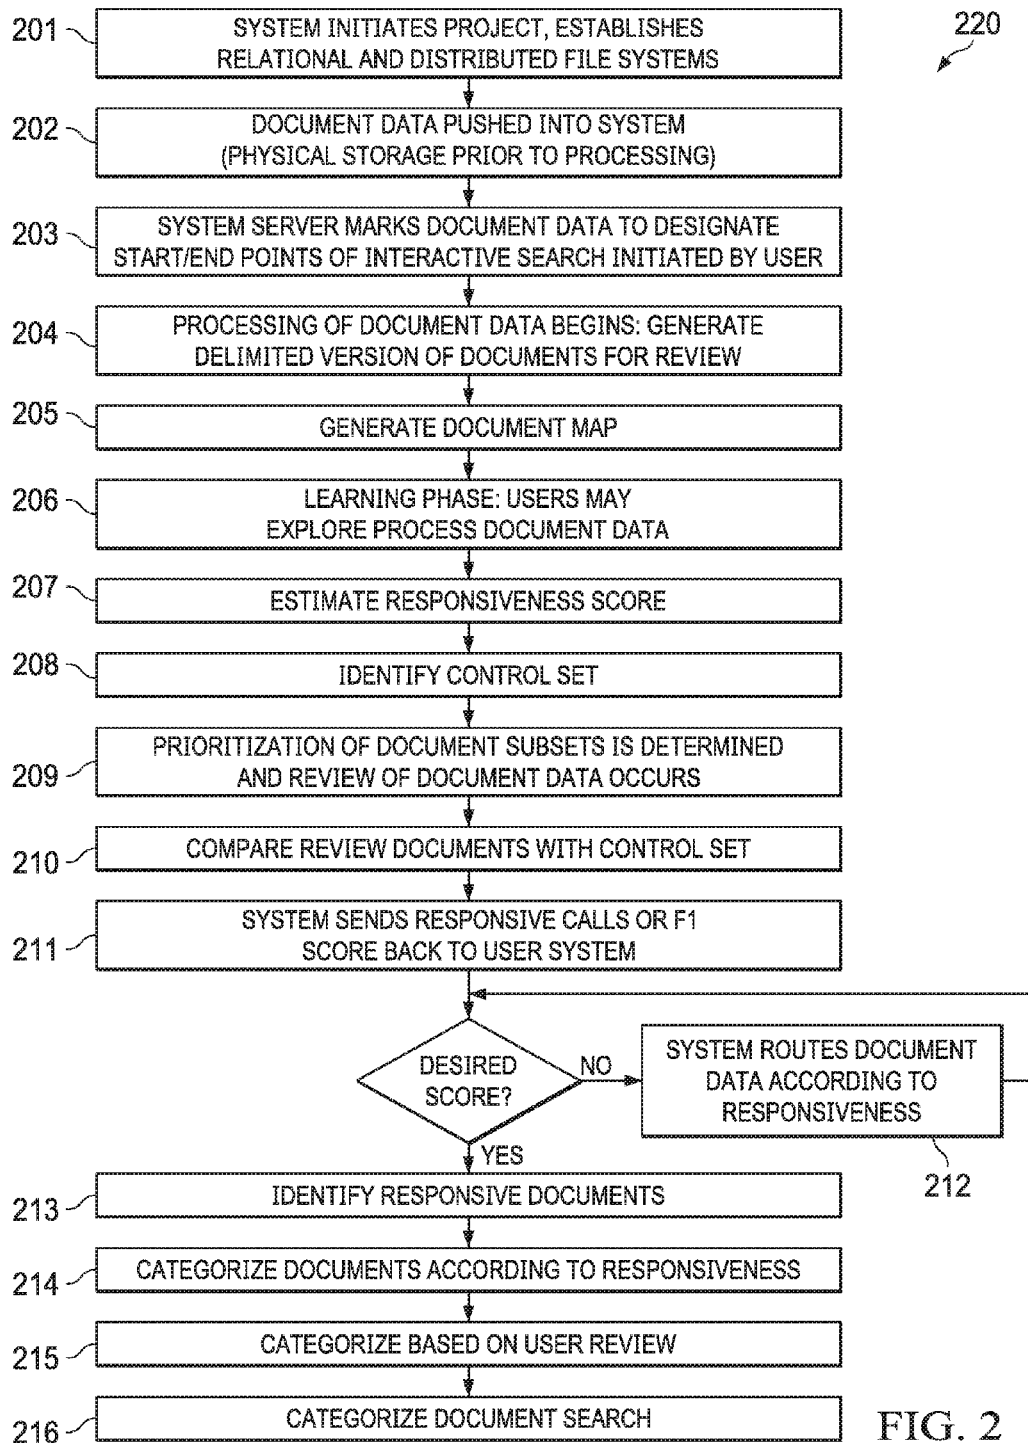 201
SYSTEM INITIATES PROJECT, ESTABLISHES
RELATIONAL AND DISTRIBUTED FILE SYSTEMS
220
202
DOCUMENT DATA PUSHED INTO SYSTEM
(PHYSICAL STORAGE PRIOR TO PROCESSING)
203
SYSTEM SERVER MARKS DOCUMENT DATA TO DESIGNATE
START/END POINTS OF INTERACTIVE SEARCH INITIATED BY USER
204
PROCESSING OF DOCUMENT DATA BEGINS: GENERATE
DELIMITED VERSION OF DOCUMENTS FOR REVIEW
205
GENERATE DOCUMENT MAP
206
LEARNING PHASE: USERS MAY
EXPLORE PROCESS DOCUMENT DATA
207
ESTIMATE RESPONSIVENESS SCORE
208
IDENTIFY CONTROL SET
209
PRIORITIZATION OF DOCUMENT SUBSETS IS DETERMINED
AND REVIEW OF DOCUMENT DATA OCCURS
210
COMPARE REVIEW DOCUMENTS WITH CONTROL SET
211
SYSTEM SENDS RESPONSIVE CALLS OR F1
SCORE BACK TO USER SYSTEM
DESIRED
SCORE?
NO
SYSTEM ROUTES DOCUMENT
DATA ACCORDING TO
RESPONSIVENESS
212
YES
213
IDENTIFY RESPONSIVE DOCUMENTS
214
CATEGORIZE DOCUMENTS ACCORDING TO RESPONSIVENESS
215
CATEGORIZE BASED ON USER REVIEW
216
CATEGORIZE DOCUMENT SEARCH
FIG. 2